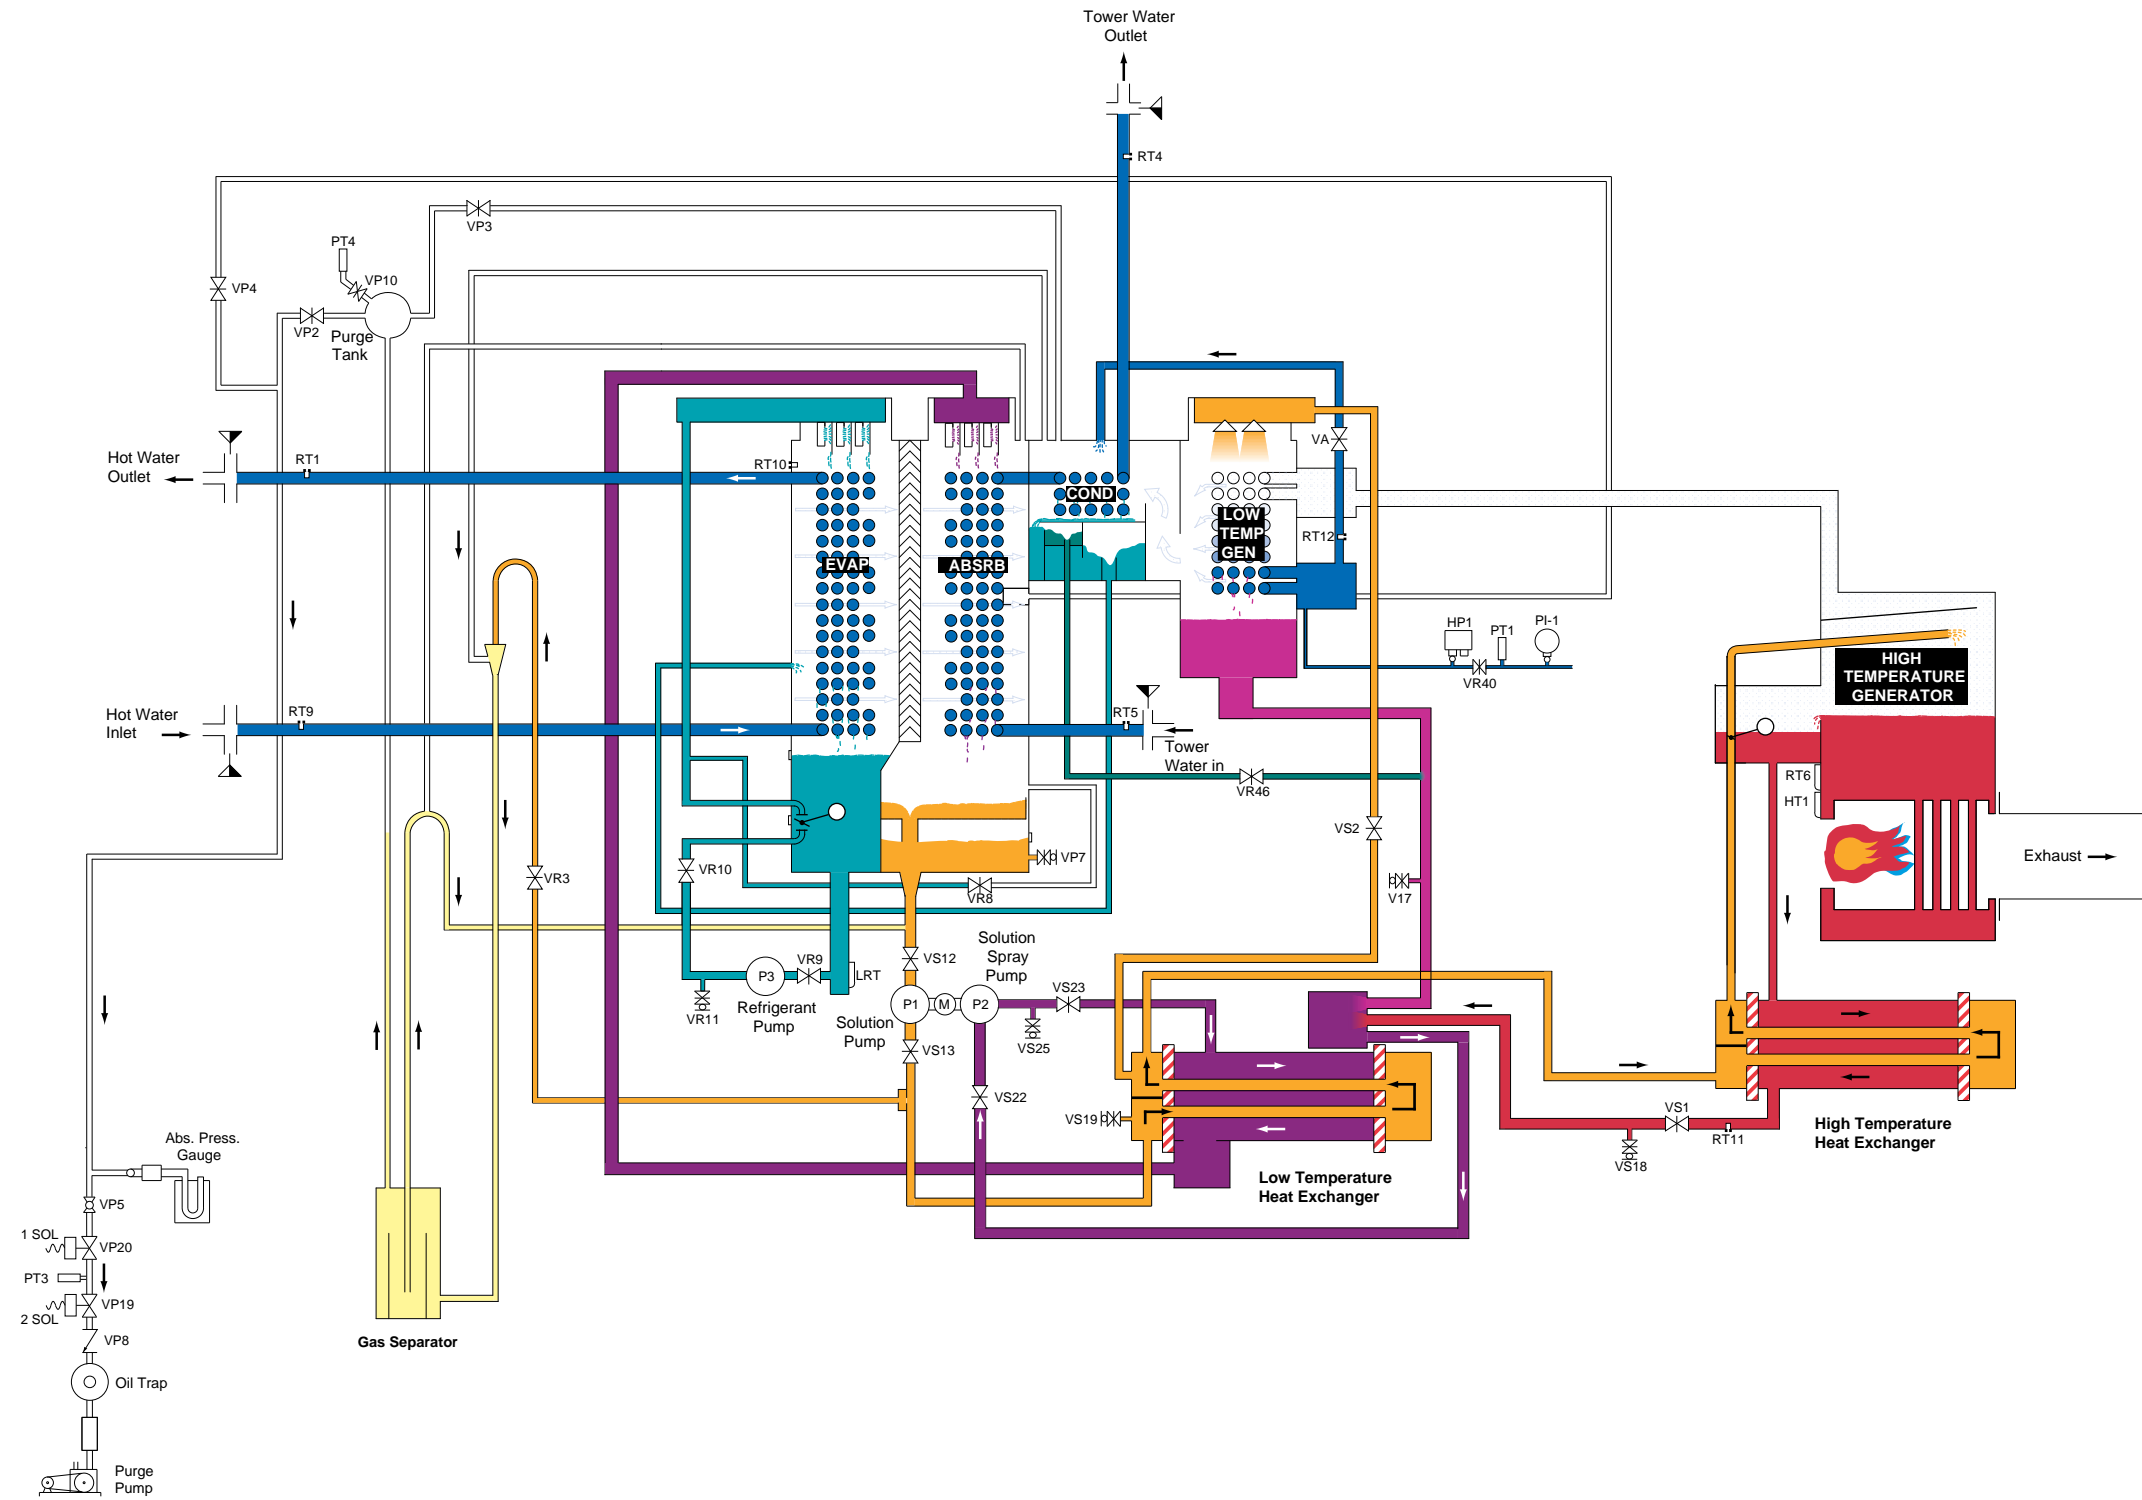 Tower Water
Outlet
RT4
VP3
PT4
VP10
VP4
VP2
Purge
Tank
Hot Water
Outlet
RT1
RT10
VA
COND
LOW
TEMP
GEN
RT12
EVAP
ABSRB
HP1
PT1
PI-1
VR40
HIGH
TEMPERATURE
GENERATOR
Hot Water
Inlet
RT9
RT5
Tower
Water in
RT6
HT1
VR46
VS2
Exhaust
VP7
VR10
VR3
VR8
V17
VS12
Solution
Spray
Pump
P3
VR9
LRT
VR11
Refrigerant
Pump
P1
M
P2
VS23
Solution
Pump
VS13
VS25
VS22
VS19
VS1
RT11
VS18
High Temperature
Heat Exchanger
Low Temperature
Heat Exchanger
Abs. Press.
Gauge
VP5
1 SOL
VP20
PT3
VP19
2 SOL
VP8
Gas Separator
Oil Trap
Purge
Pump